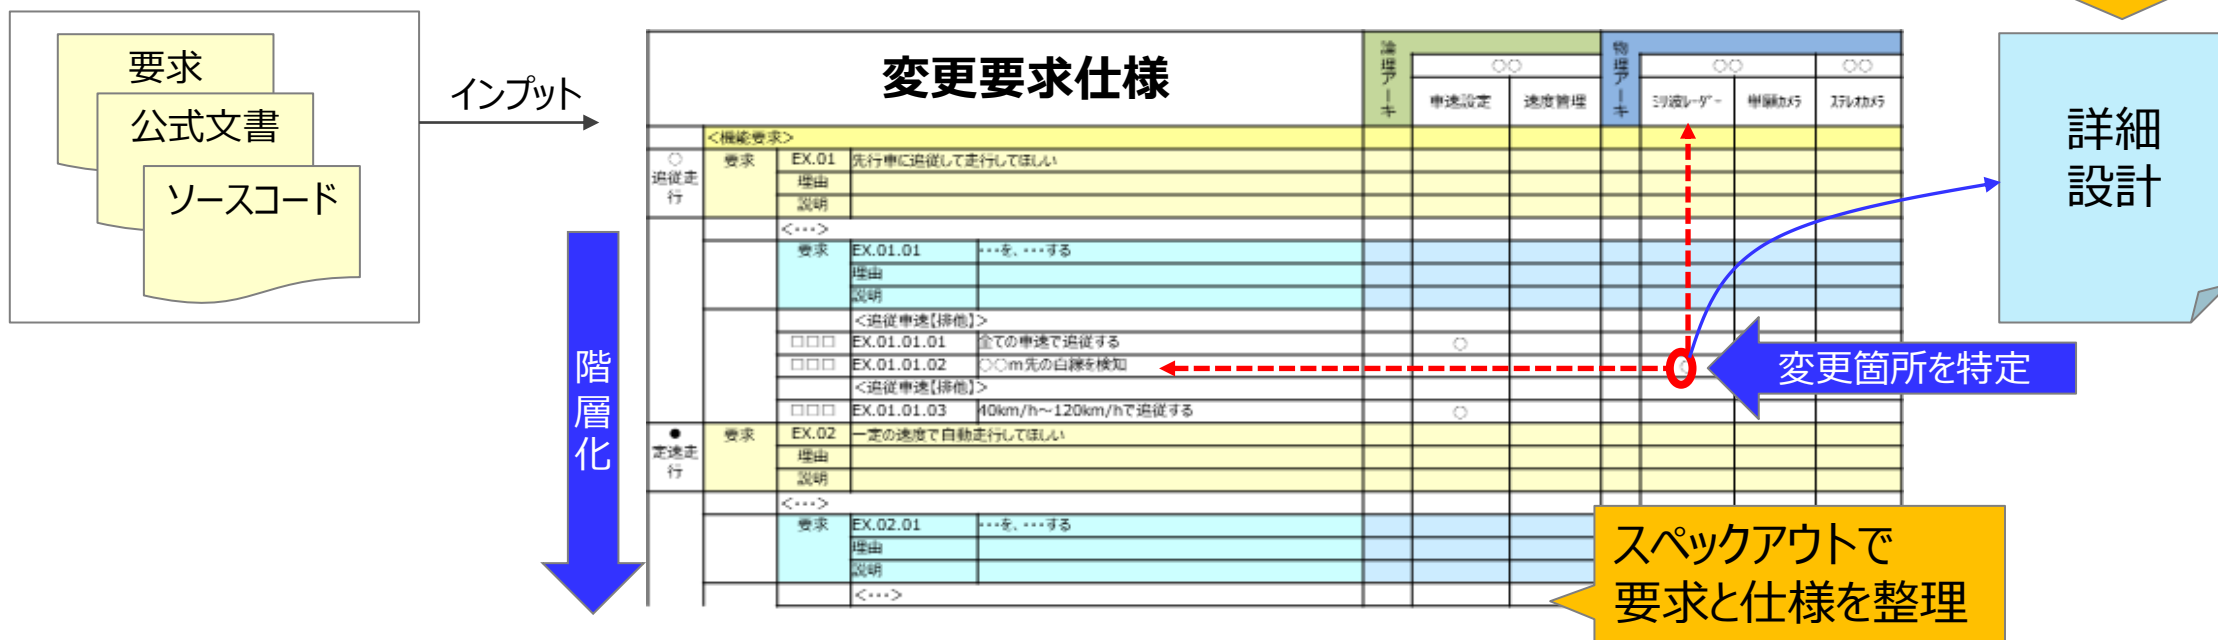 要求
公式文書
ソースコード
インプット
階層化
変更要求仕様
論理アーキ
○○
車速設定
速度管理
物理アーキ
○○
○○
ミリ波レーダー
単願カメラ
ステレオカメラ
<機能要求>
○
追従走行
要求
EX.01
先行車に追従して走行してほしい
理由
説明
<・・・>
要求
EX.01.01
・・・を、・・・する
理由
説明
<追従車速【排他】>
□□□
EX.01.01.01
全ての車速で追従する
○
□□□
EX.01.01.02
○○m先の白線を検知
○
<追従車速【排他】>
□□□
EX.01.01.03
40km/h～120km/hで追従する
○
●
定速走行
要求
EX.02
一定の速度で自動走行してほしい
理由
説明
<・・・>
要求
EX.02.01
・・・を、・・・する
理由
説明
<・・・>
変更箇所を特定
詳細
設計
スペックアウトで
要求と仕様を整理